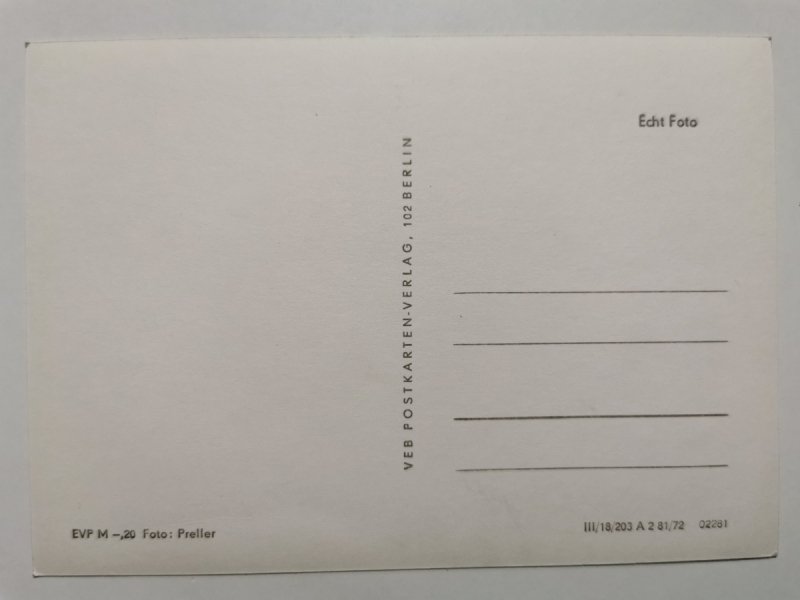 Echt Foto
VEB POSTKARTEN-VERLAG, 102 BERLIN
EVP M –,20 Foto: Preller
III/18/203 A 2 81/72 02281